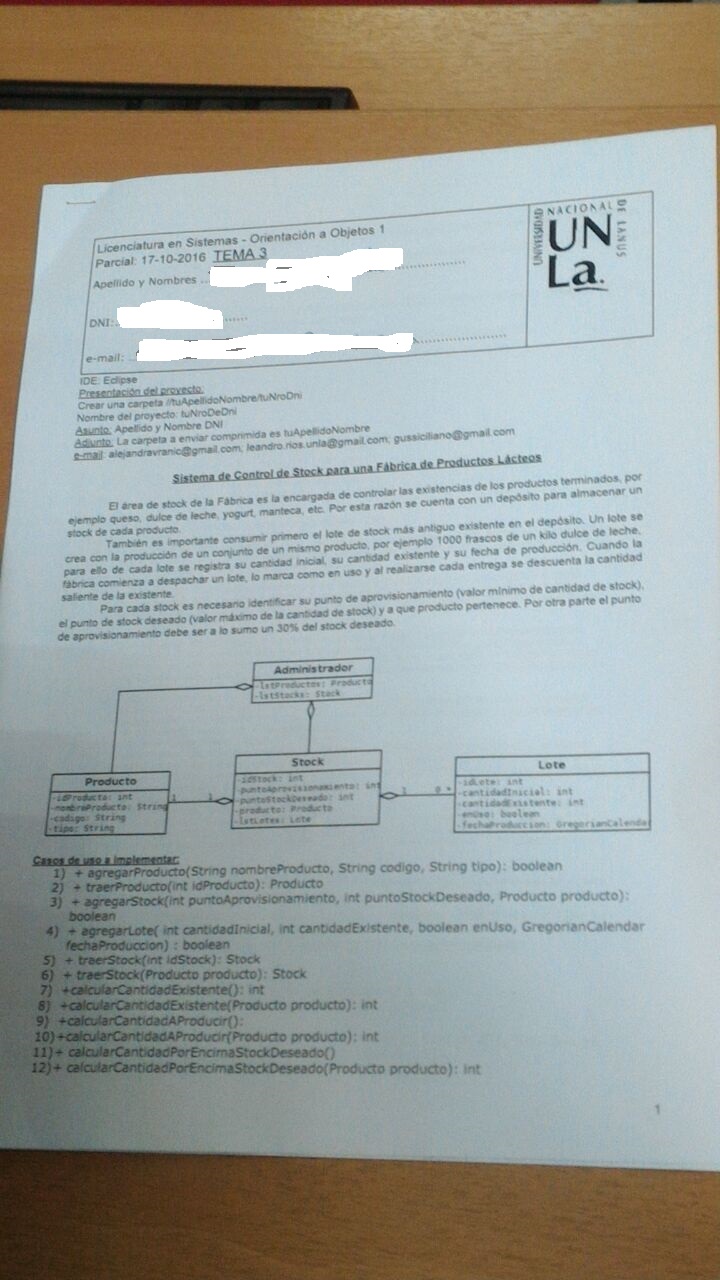 Licenciatura en Sistemas - Orientación a Objetos 1
Parcial: 17-10-2016 TEMA 3
Apellido y Nombres
DNI:
e-mail:
UNIVERSIDAD NACIONAL DE LANUS
UN
La.
IDE: Eclipse
Presentación del proyecto:
Crear una carpeta //tuApellidoNombre/tuNroDni
Nombre del proyecto: tuNroDeDni
Asunto: Apellido y Nombre DNI
Adjunto: La carpeta a enviar comprimida es tuApellidoNombre
e-mail: alejandravranic@gmail.com; leandro.rios.unla@gmail.com; gussiciliano@gmail.com
Sistema de Control de Stock para una Fábrica de Productos Lácteos
El área de stock de la Fábrica es la encargada de controlar las existencias de los productos terminados, por
ejemplo queso, dulce de leche, yogurt, manteca, etc. Por esta razón se cuenta con un depósito para almacenar un
stock de cada producto.
También es importante consumir primero el lote de stock más antiguo existente en el depósito. Un lote se
crea con la producción de un conjunto de un mismo producto, por ejemplo 1000 frascos de un kilo dulce de leche,
para ello de cada lote se registra su cantidad inicial, su cantidad existente y su fecha de producción. Cuando la
fábrica comienza a despachar un lote, lo marca como en uso y al realizarse cada entrega se descuenta la cantidad
saliente de la existente.
Para cada stock es necesario identificar su punto de aprovisionamiento (valor mínimo de cantidad de stock),
el punto de stock deseado (valor máximo de la cantidad de stock) y a que producto pertenece. Por otra parte el punto
de aprovisionamiento debe ser a lo sumo un 30% del stock deseado.
Administrador
-lstProductos: Producto
-lstStocks: Stock
Producto
-idProducto: int
-nombreProducto: String
-codigo: String
-tipo: String
1 1
Stock
-idStock: int
-puntoAprovisionamiento: int
-puntoStockDeseado: int
-producto: Producto
-lstLotes: Lote
1 0 *
Lote
-idLote: int
-cantidadInicial: int
-cantidadExistente: int
-enUso: boolean
-fechaProduccion: GregorianCalendar
Casos de uso a implementar:
1) + agregarProducto(String nombreProducto, String codigo, String tipo): boolean
2) + traerProducto(int idProducto): Producto
3) + agregarStock(int puntoAprovisionamiento, int puntoStockDeseado, Producto producto):
boolean
4) + agregarLote( int cantidadInicial, int cantidadExistente, boolean enUso, GregorianCalendar
fechaProduccion) : boolean
5) + traerStock(int idStock): Stock
6) + traerStock(Producto producto): Stock
7) +calcularCantidadExistente(): int
8) +calcularCantidadExistente(Producto producto): int
9) +calcularCantidadAProducir():
10)+calcularCantidadAProducir(Producto producto): int
11)+ calcularCantidadPorEncimaStockDeseado()
12)+ calcularCantidadPorEncimaStockDeseado(Producto producto): int
1